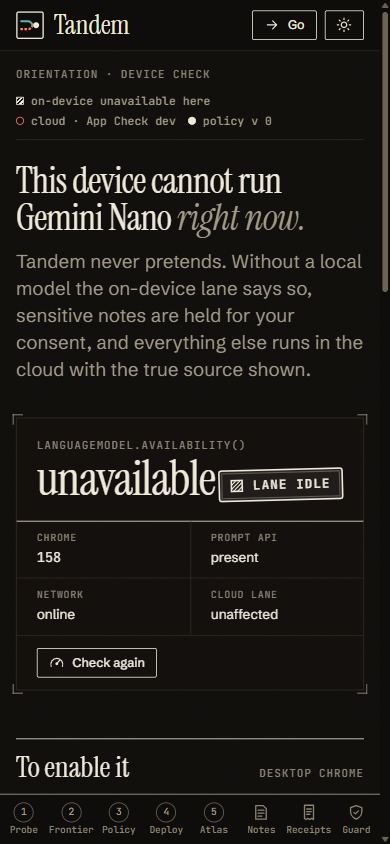 Tandem
Go
ORIENTATION · DEVICE CHECK
on-device unavailable here
cloud · App Check dev policy v 0
This device cannot run
Gemini Nano right now.
Tandem never pretends. Without a local
model the on-device lane says so,
sensitive notes are held for your
consent, and everything else runs in the
cloud with the true source shown.
LANGUAGEMODEL.AVAILABILITY()
unavailable LANE IDLE
CHROME PROMPT API
158 present
NETWORK CLOUD LANE
online unaffected
Check again
To enable it DESKTOP CHROME
1 2 3 4 5
Probe Frontier Policy Deploy Atlas Notes Receipts Guard